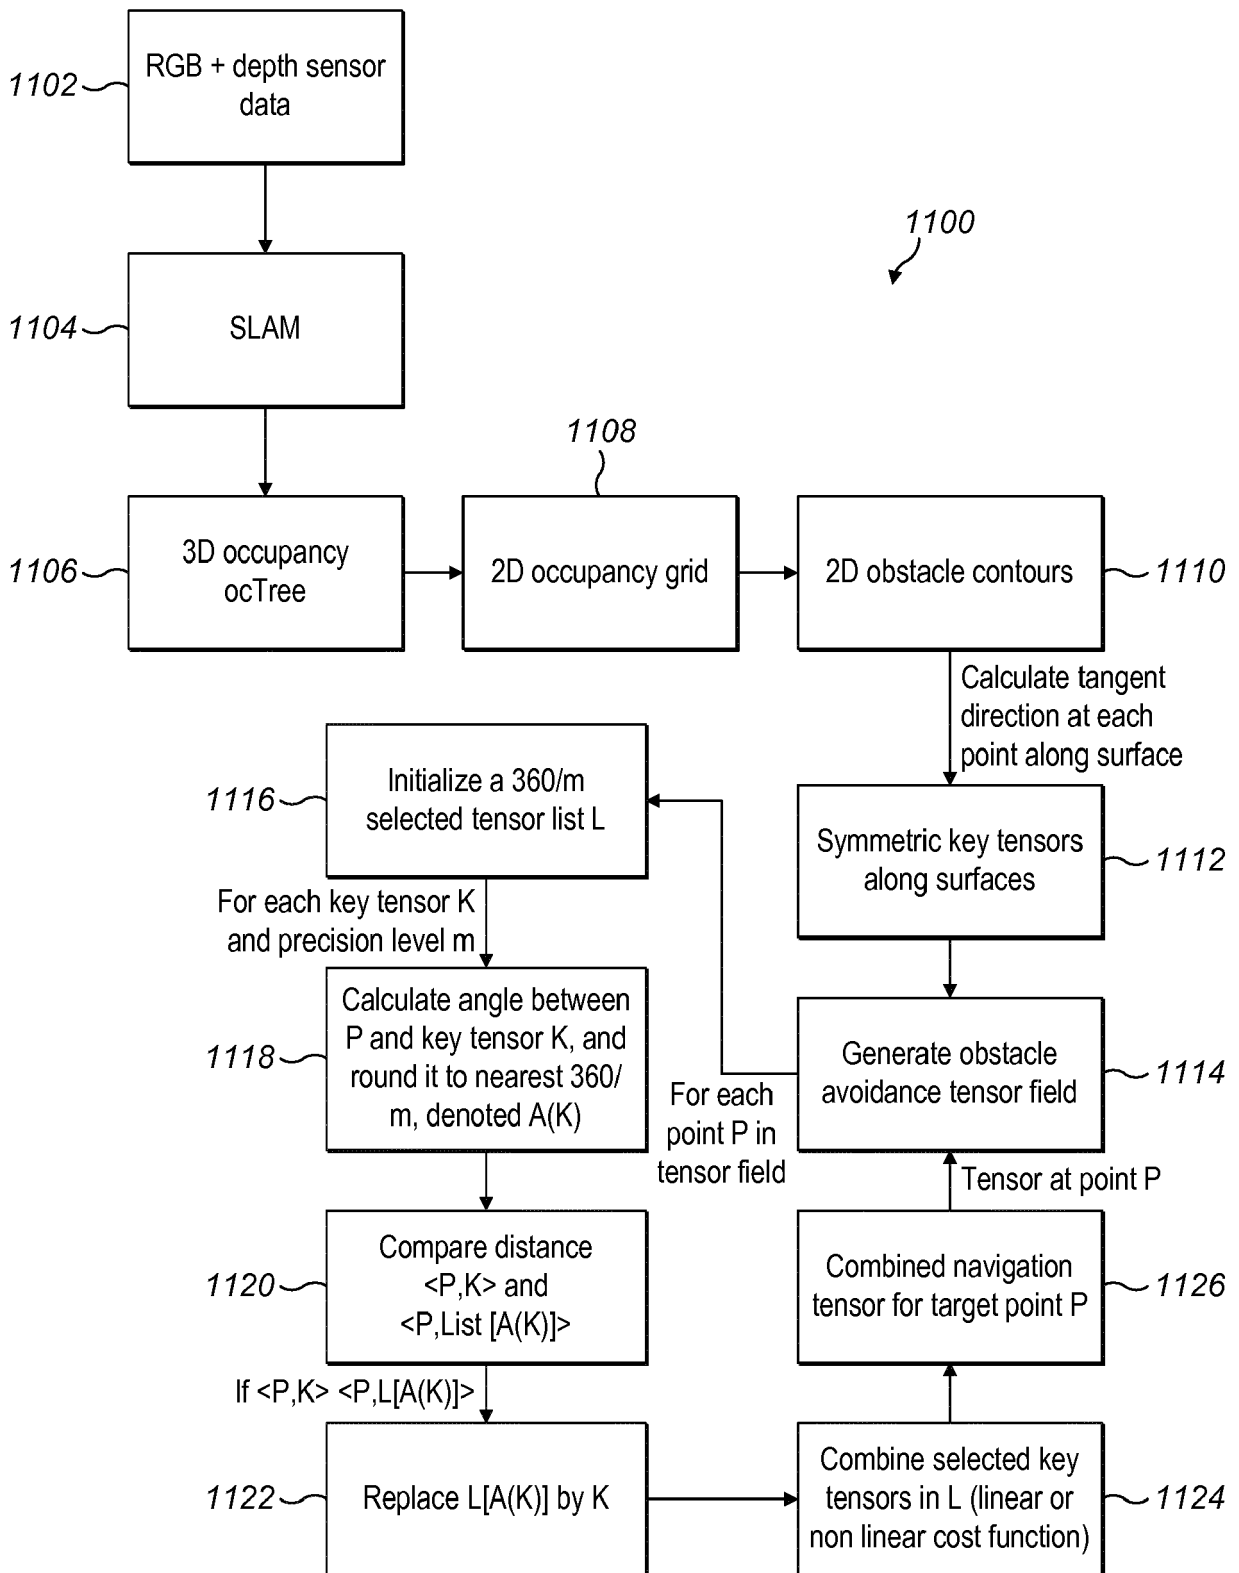 1102
RGB + depth sensor
data
1100
1104
SLAM
1108
1106
3D occupancy
ocTree
2D occupancy grid
2D obstacle contours
1110
Calculate tangent
direction at each
point along surface
1116
Initialize a 360/m
selected tensor list L
Symmetric key tensors
along surfaces
1112
For each key tensor K
and precision level m
1118
Calculate angle between
P and key tensor K, and
round it to nearest 360/
m, denoted A(K)
For each
point P in
tensor field
Generate obstacle
avoidance tensor field
1114
Tensor at point P
1120
Compare distance
<P,K> and
<P,List [A(K)]>
Combined navigation
tensor for target point P
1126
If <P,K> <P,L[A(K)]>
1122
Replace L[A(K)] by K
Combine selected key
tensors in L (linear or
non linear cost function)
1124